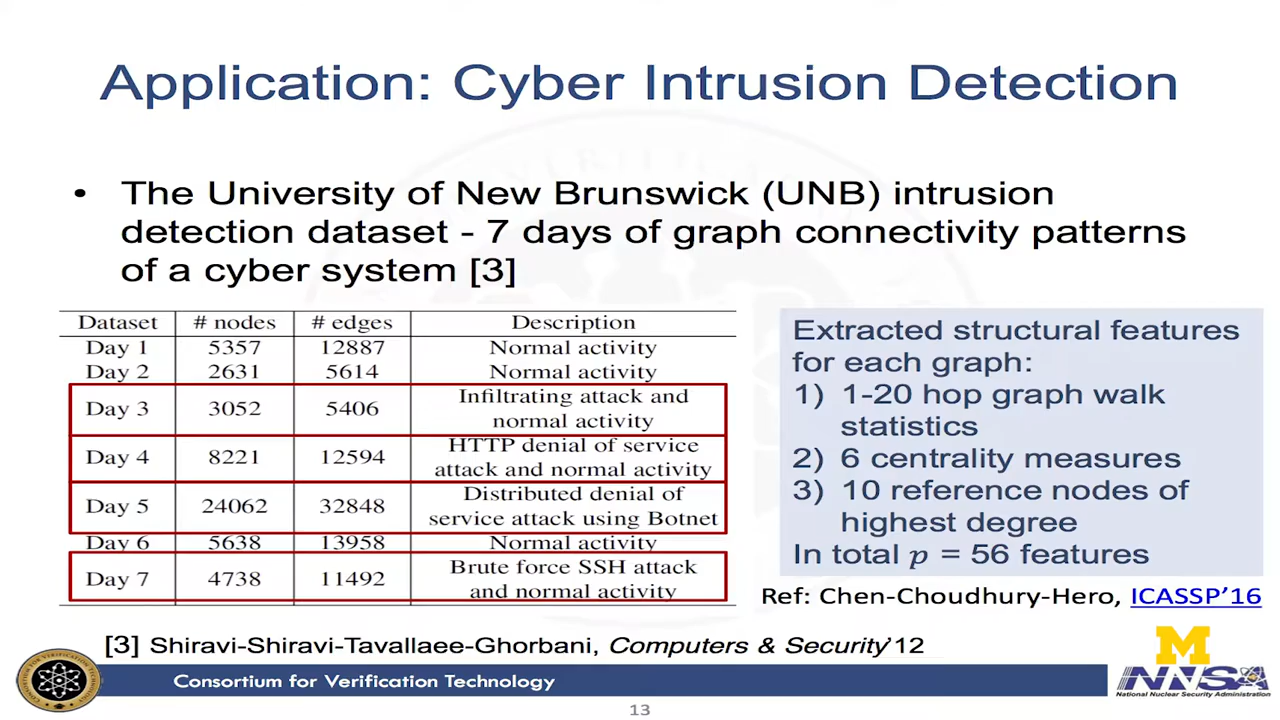 Application: Cyber Intrusion Detection
• The University of New Brunswick (UNB) intrusion
detection dataset - 7 days of graph connectivity patterns
of a cyber system [3]
Dataset # nodes # edges Description
Day 1 5357 12887 Normal activity
Day 2 2631 5614 Normal activity
Day 3 3052 5406 Infiltrating attack and
normal activity
Day 4 8221 12594 HTTP denial of service
attack and normal activity
Day 5 24062 32848 Distributed denial of
service attack using Botnet
Day 6 5638 13958 Normal activity
Day 7 4738 11492 Brute force SSH attack
and normal activity
Extracted structural features
for each graph:
1) 1-20 hop graph walk
statistics
2) 6 centrality measures
3) 10 reference nodes of
highest degree
In total p = 56 features
Ref: Chen-Choudhury-Hero, ICASSP’16
[3] Shiravi-Shiravi-Tavallaee-Ghorbani, Computers & Security’12
Consortium for Verification Technology
M
NNSA
National Nuclear Security Administration
13